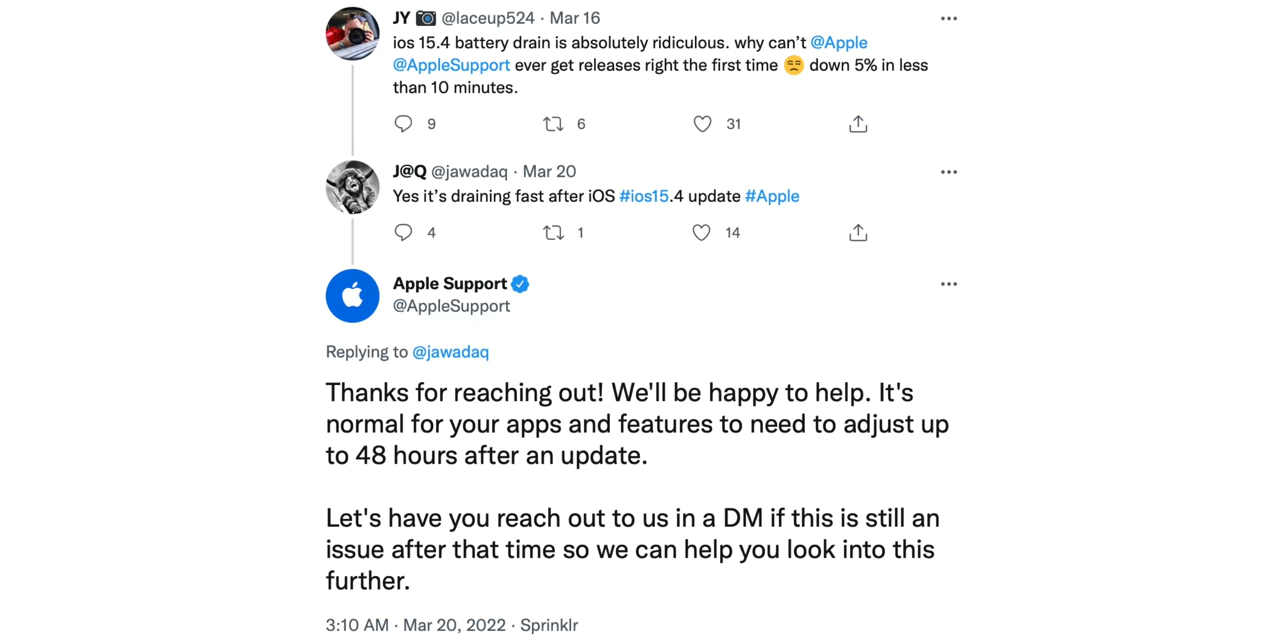 JY 📷 @laceup524 · Mar 16
ios 15.4 battery drain is absolutely ridiculous. why can’t @Apple
@AppleSupport ever get releases right the first time 😒 down 5% in less
than 10 minutes.
9 6 31
J@Q @jawadaq · Mar 20
Yes it’s draining fast after iOS #ios15.4 update #Apple
4 1 14
Apple Support
@AppleSupport
Replying to @jawadaq
Thanks for reaching out! We'll be happy to help. It's
normal for your apps and features to need to adjust up
to 48 hours after an update.
Let's have you reach out to us in a DM if this is still an
issue after that time so we can help you look into this
further.
3:10 AM · Mar 20, 2022 · Sprinklr